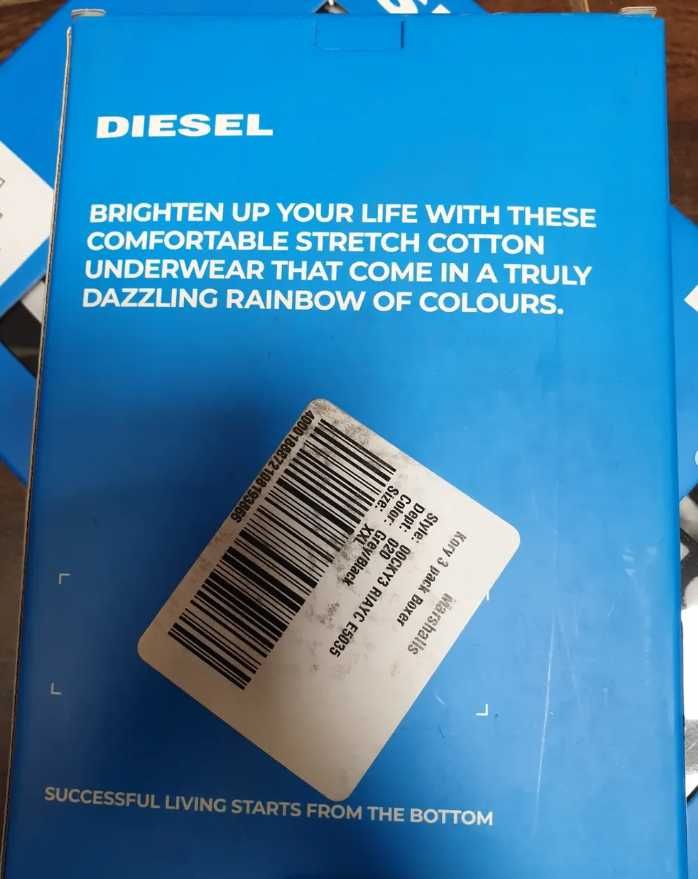 DIESEL
BRIGHTEN UP YOUR LIFE WITH THESE
COMFORTABLE STRETCH COTTON
UNDERWEAR THAT COME IN A TRULY
DAZZLING RAINBOW OF COLOURS.
Marshalls
Kory 3 pack Boxer
Style: 00CKY3 RIAYC E5035
Dept: 020
Color: Grey/Black
Size: XXL
SUCCESSFUL LIVING STARTS FROM THE BOTTOM